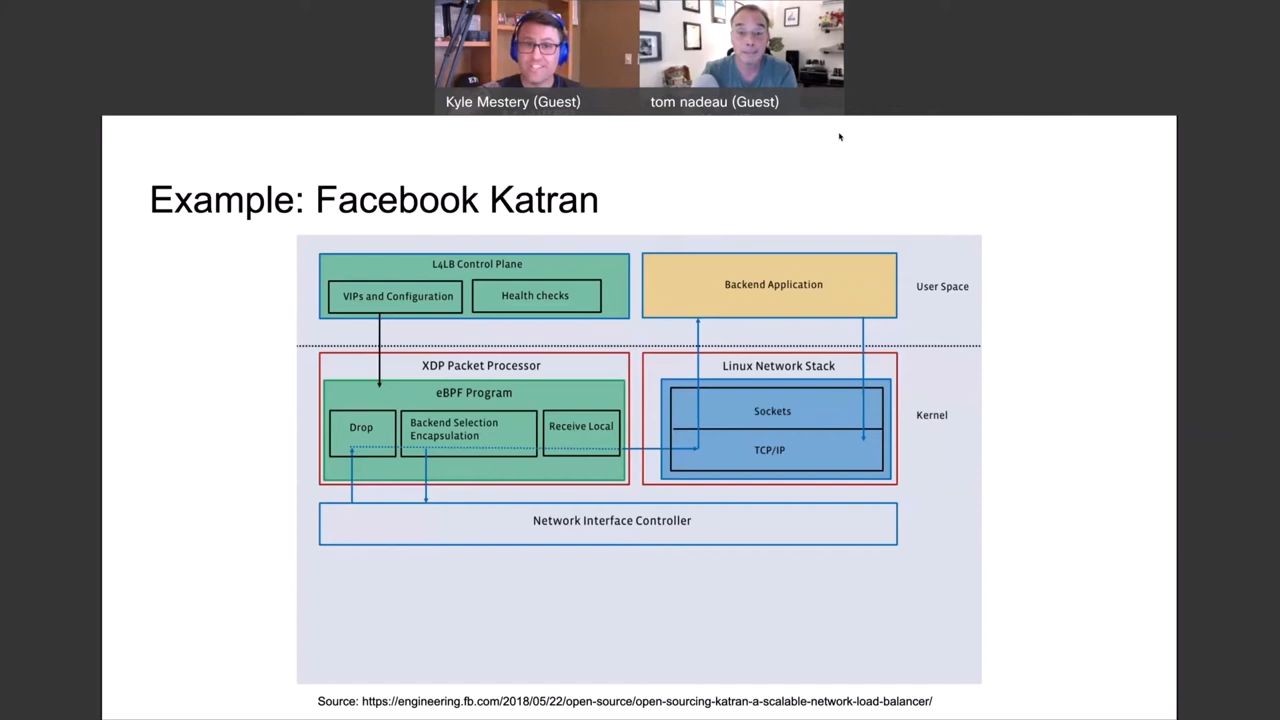 Kyle Mestery (Guest)
tom nadeau (Guest)
Example: Facebook Katran
L4LB Control Plane
VIPs and Configuration
Health checks
Backend Application
User Space
XDP Packet Processor
Linux Network Stack
eBPF Program
Drop
Backend Selection
Encapsulation
Receive Local
Sockets
TCP/IP
Kernel
Network Interface Controller
Source: https://engineering.fb.com/2018/05/22/open-source/open-sourcing-katran-a-scalable-network-load-balancer/